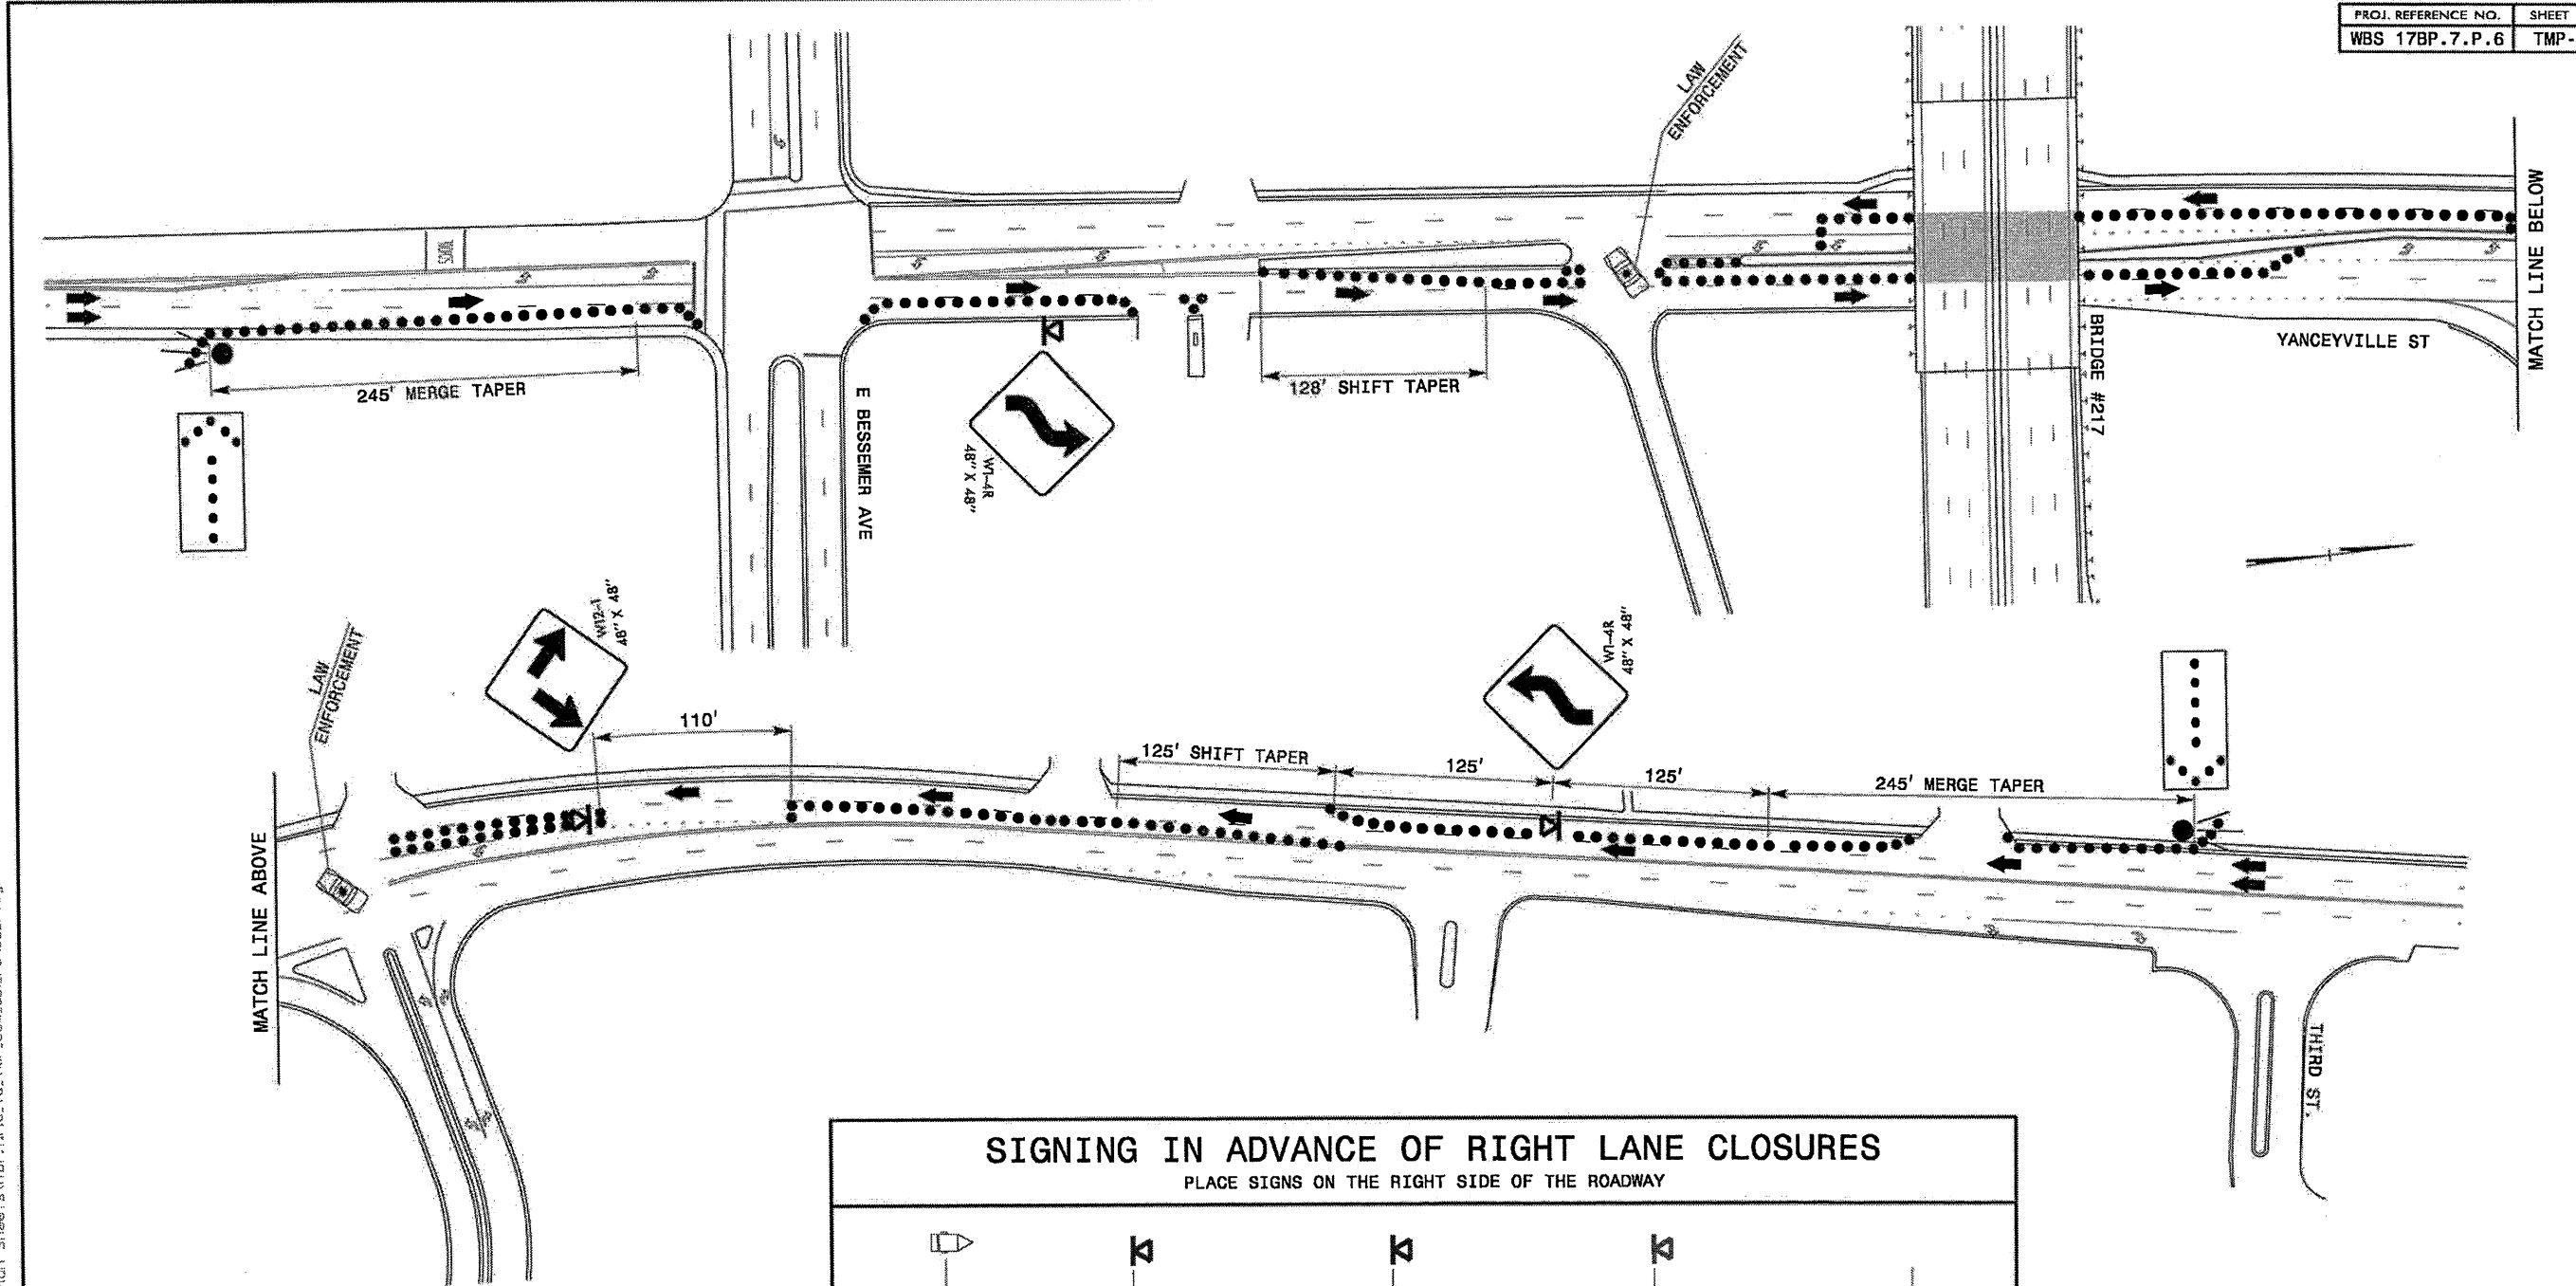 PROJ. REFERENCE NO. SHEET
WBS 17BP.7.P.6 TMP-
LAW
ENFORCEMENT
MATCH LINE BELOW
YANCEYVILLE ST
BRIDGE #217
245' MERGE TAPER
E BESSEMER AVE
W1-4R
48" X 48"
128' SHIFT TAPER
LAW
ENFORCEMENT
W12-1
48" X 48"
W1-4R
48" X 48"
110'
125' SHIFT TAPER
125'
125'
245' MERGE TAPER
MATCH LINE ABOVE
THIRD ST.
SIGNING IN ADVANCE OF RIGHT LANE CLOSURES
PLACE SIGNS ON THE RIGHT SIDE OF THE ROADWAY